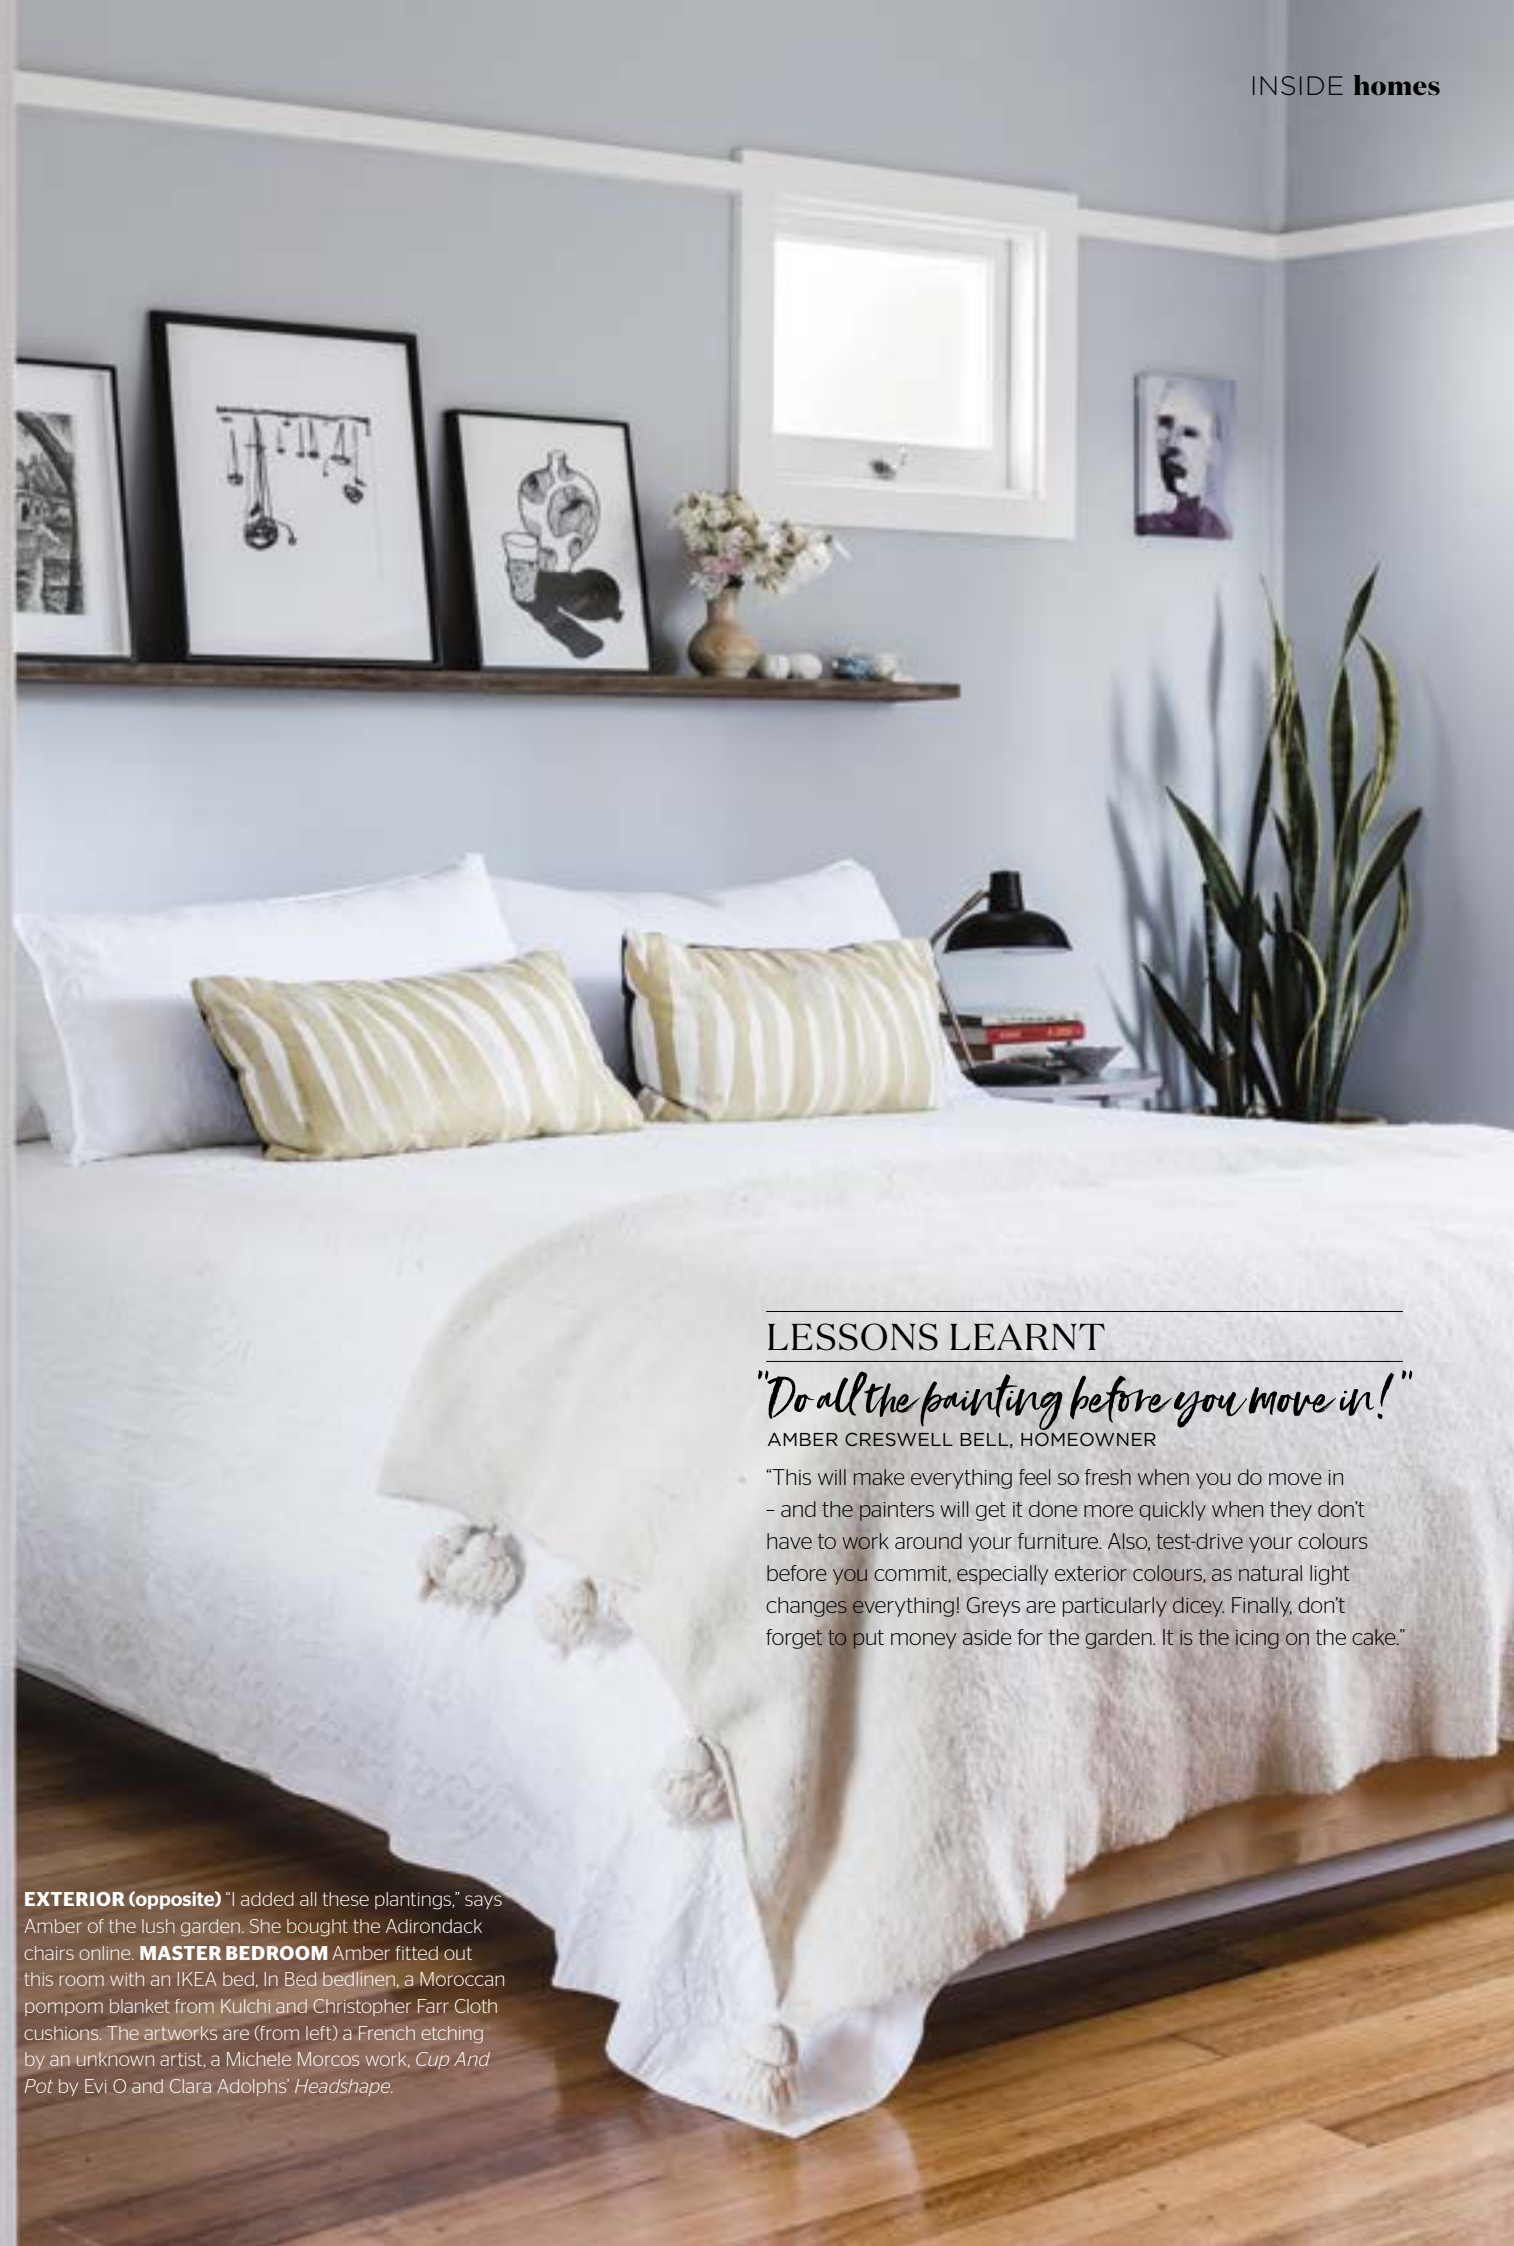 INSIDE homes
LESSONS LEARNT
"Do all the painting before you move in!"
AMBER CRESWELL BELL, HOMEOWNER
“This will make everything feel so fresh when you do move in
– and the painters will get it done more quickly when they don’t
have to work around your furniture. Also, test-drive your colours
before you commit, especially exterior colours, as natural light
changes everything! Greys are particularly dicey. Finally, don’t
forget to put money aside for the garden. It is the icing on the cake.”
EXTERIOR (opposite) “I added all these plantings,” says
Amber of the lush garden. She bought the Adirondack
chairs online. MASTER BEDROOM Amber fitted out
this room with an IKEA bed, In Bed bedlinen, a Moroccan
pompom blanket from Kulchi and Christopher Farr Cloth
cushions. The artworks are (from left) a French etching
by an unknown artist, a Michele Morcos work, Cup And
Pot by Evi O and Clara Adolphs’ Headshape.